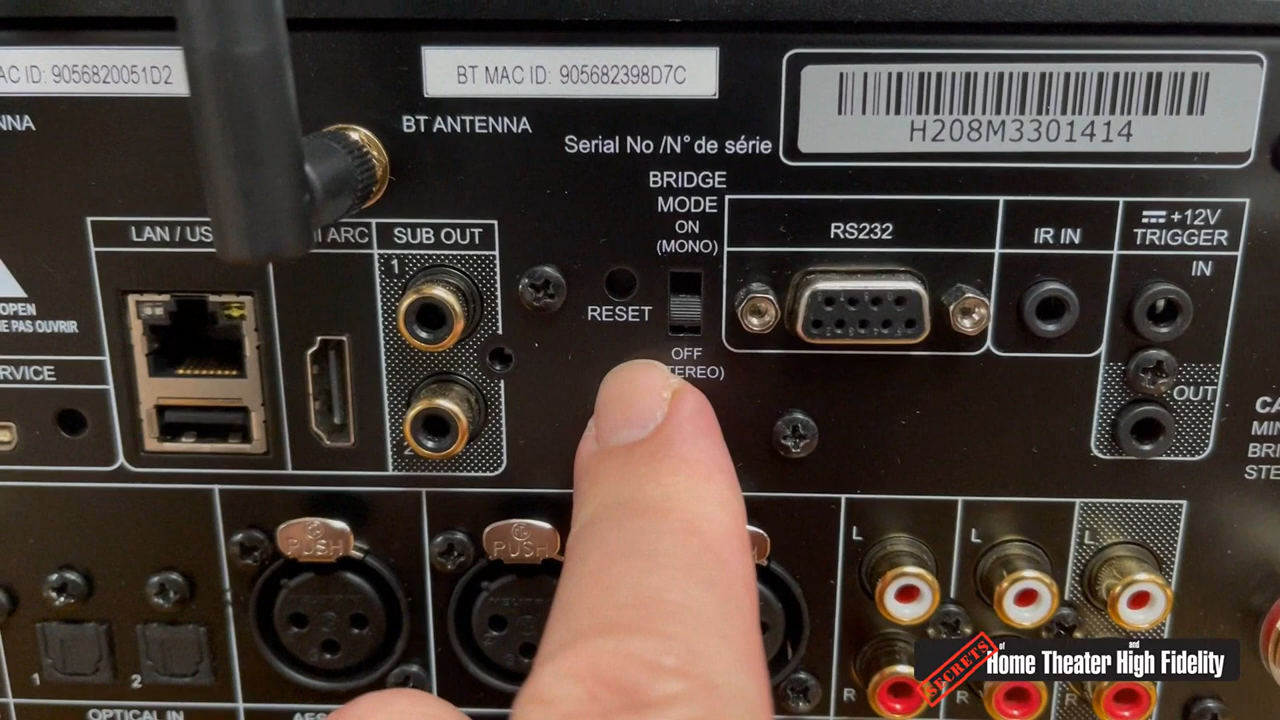 AC ID: 9056820051D2
BT MAC ID: 905682398D7C
H208M3301414
NNA
BT ANTENNA
Serial No /N° de série
BRIDGE
MODE
ON
(MONO)
RESET
OFF
TEREO)
LAN / US
I ARC
SUB OUT
1
2
RS232
IR IN
+12V
TRIGGER
IN
OUT
OPEN
NE PAS OUVRIR
RVICE
CA
MIN
BRI
STE
PUSH
PUSH
NEUTRIK
L
L
L
R
R
R
1
2
OPTICAL IN
AES
SECRETS
of
Home Theater and High Fidelity